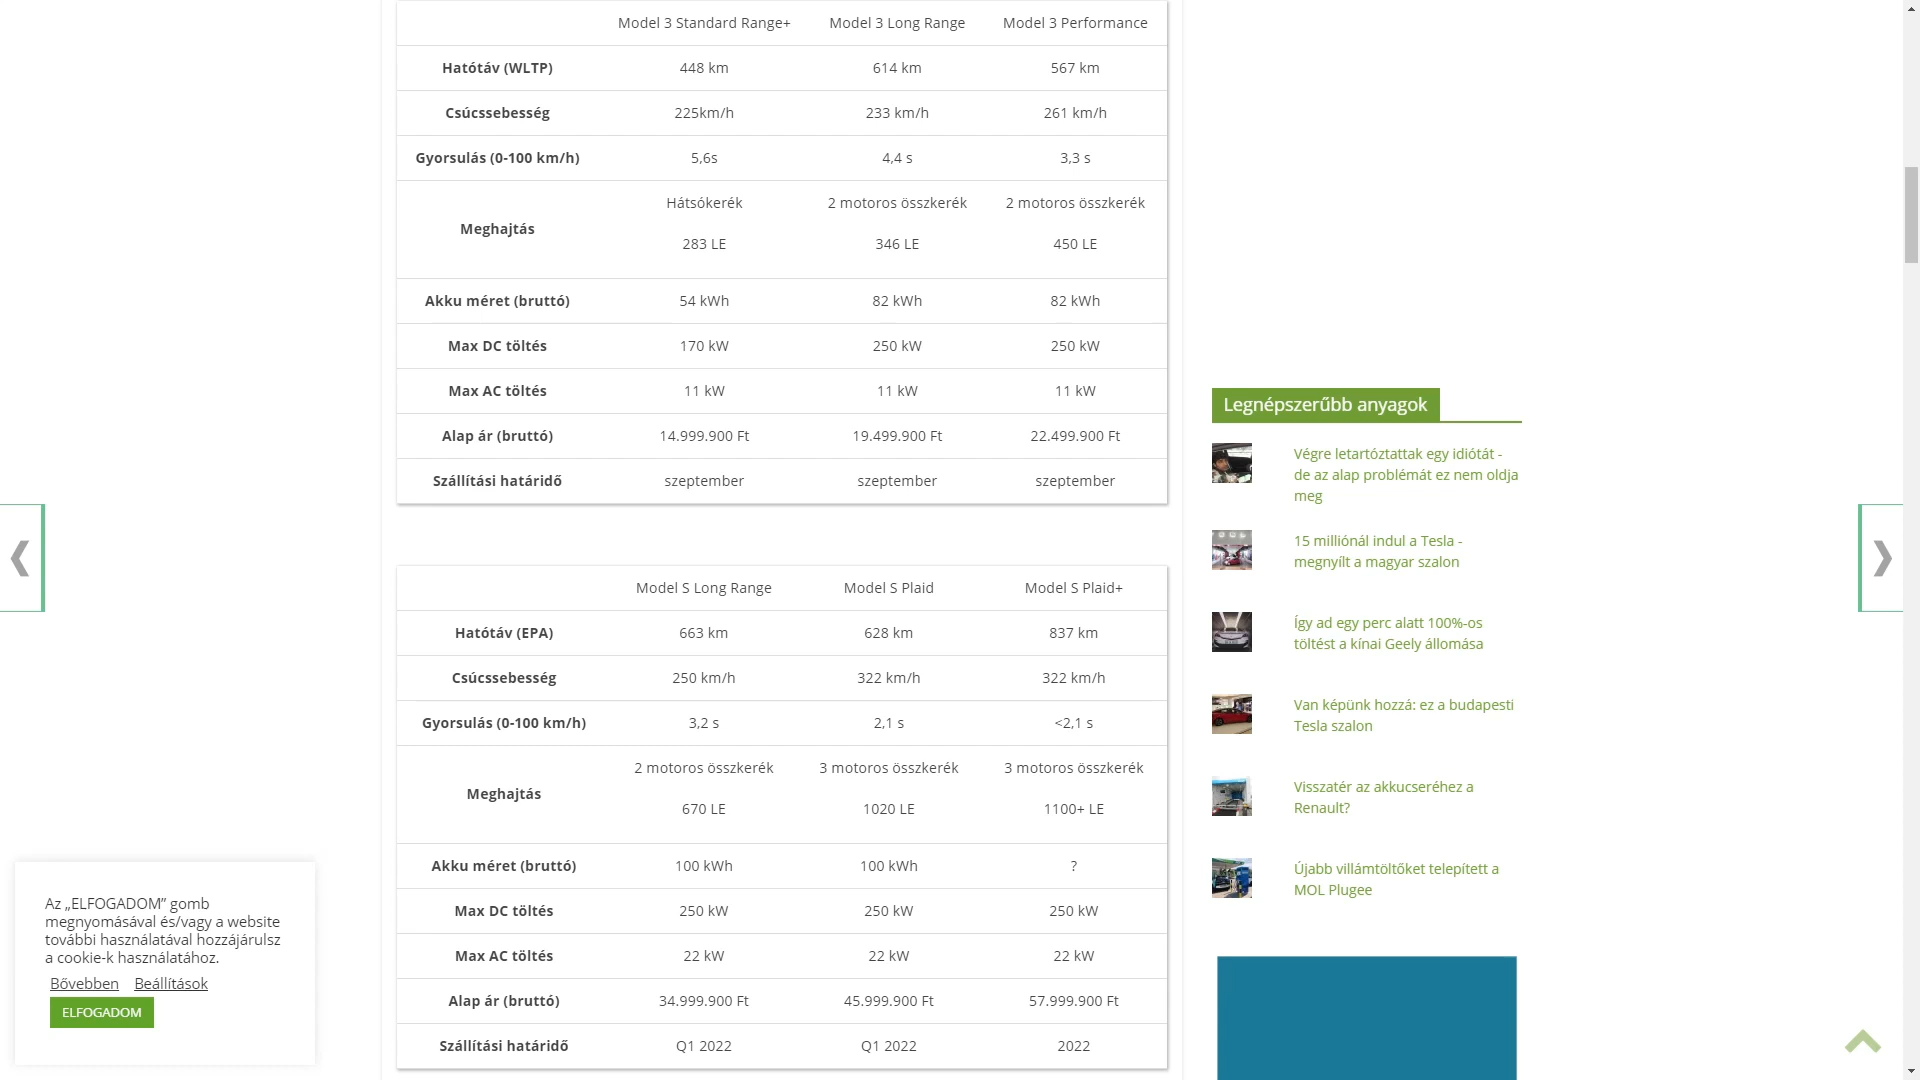 Model 3 Standard Range+ Model 3 Long Range Model 3 Performance
Hatótáv (WLTP) 448 km 614 km 567 km
Csúcssebesség 225km/h 233 km/h 261 km/h
Gyorsulás (0-100 km/h) 5,6s 4,4 s 3,3 s
Hátsókerék 2 motoros összkerék 2 motoros összkerék
Meghajtás
283 LE 346 LE 450 LE
Akku méret (bruttó) 54 kWh 82 kWh 82 kWh
Max DC töltés 170 kW 250 kW 250 kW
Max AC töltés 11 kW 11 kW 11 kW
Alap ár (bruttó) 14.999.900 Ft 19.499.900 Ft 22.499.900 Ft
Szállítási határidő szeptember szeptember szeptember
Model S Long Range Model S Plaid Model S Plaid+
Hatótáv (EPA) 663 km 628 km 837 km
Csúcssebesség 250 km/h 322 km/h 322 km/h
Gyorsulás (0-100 km/h) 3,2 s 2,1 s <2,1 s
2 motoros összkerék 3 motoros összkerék 3 motoros összkerék
Meghajtás
670 LE 1020 LE 1100+ LE
Akku méret (bruttó) 100 kWh 100 kWh ?
Max DC töltés 250 kW 250 kW 250 kW
Max AC töltés 22 kW 22 kW 22 kW
Alap ár (bruttó) 34.999.900 Ft 45.999.900 Ft 57.999.900 Ft
Szállítási határidő Q1 2022 Q1 2022 2022
Legnépszerűbb anyagok
Végre letartóztattak egy idiótát -
de az alap problémát ez nem oldja
meg
15 milliónál indul a Tesla -
megnyílt a magyar szalon
Így ad egy perc alatt 100%-os
töltést a kínai Geely állomása
Van képünk hozzá: ez a budapesti
Tesla szalon
Visszatér az akkucseréhez a
Renault?
Újabb villámtöltőket telepített a
MOL Plugee
Az „ELFOGADOM” gomb
megnyomásával és/vagy a website
további használatával hozzájárulsz
a cookie-k használatához.
Bővebben Beállítások
ELFOGADOM